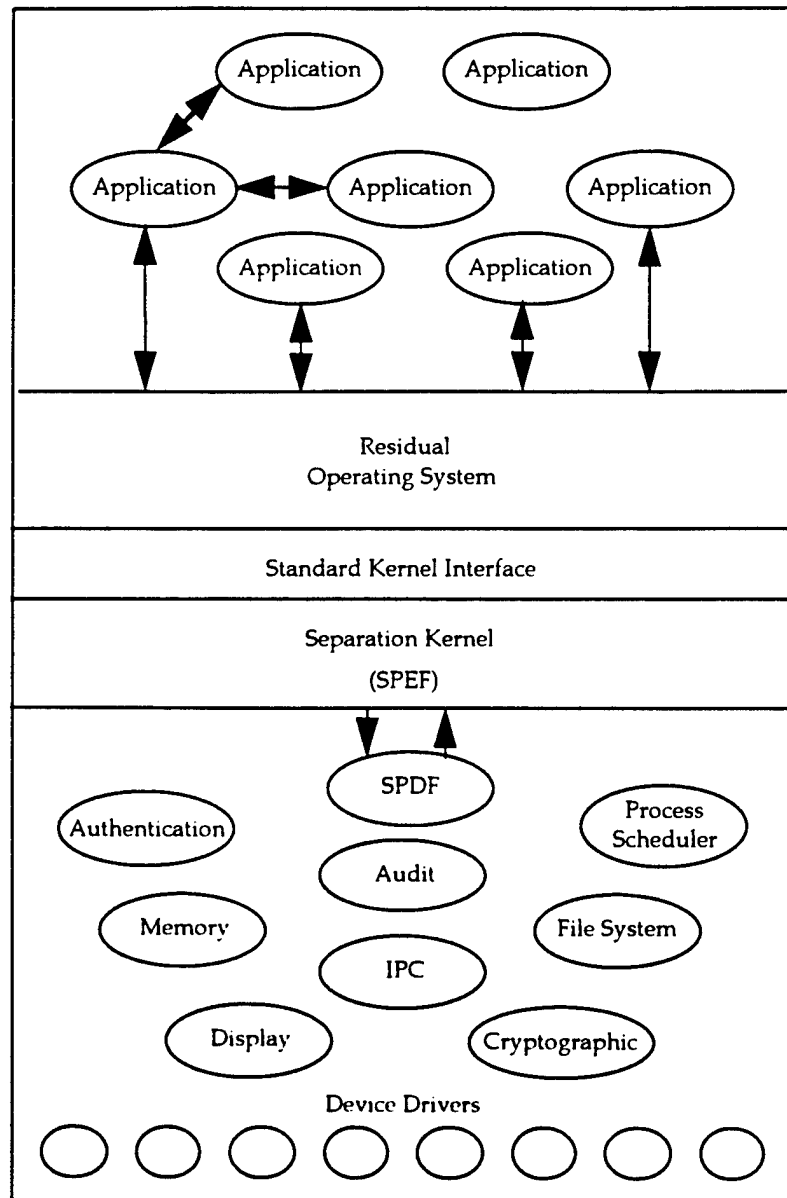 Application
Application
Application
Application
Application
Application
Application
Residual
Operating System
Standard Kernel Interface
Separation Kernel
(SPEF)
SPDF
Authentication
Process
Scheduler
Audit
Memory
File System
IPC
Display
Cryptographic
Device Drivers